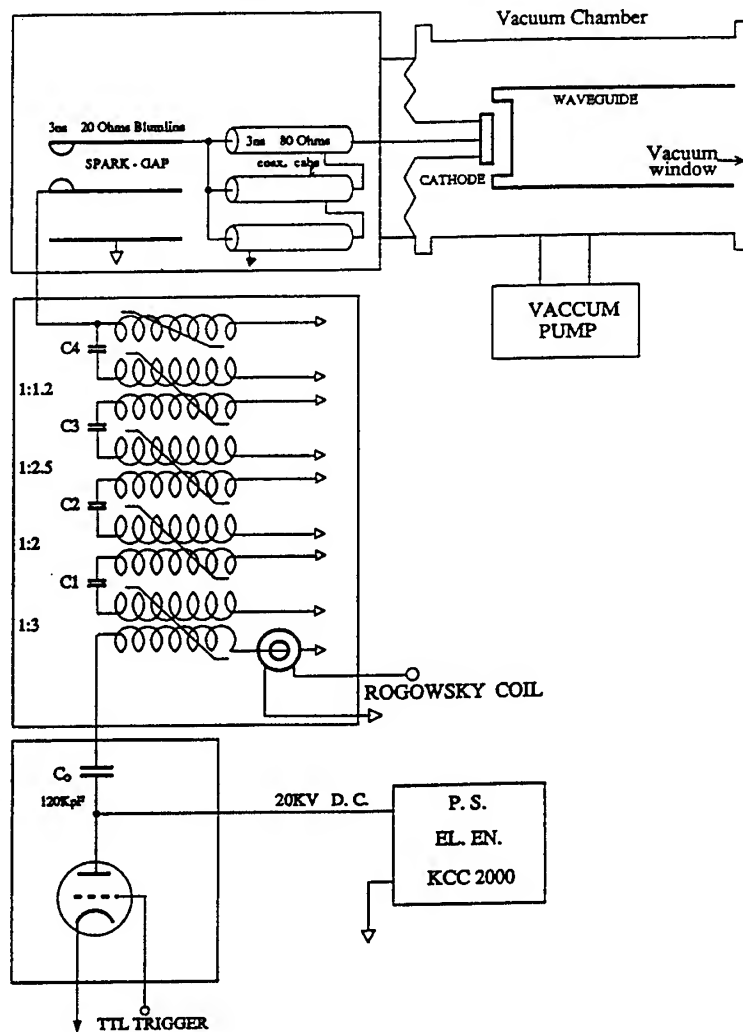 Vacuum Chamber
3ns 20 Ohms Blumline
SPARK - GAP
3ns 80 Ohms
coax. cabs
WAVEGUIDE
CATHODE
Vacuum
window
VACCUM
PUMP
C4
1:1.2
C3
1:2.5
C2
1:2
C1
1:3
ROGOWSKY COIL
Co
120KpF
20KV D. C.
P. S.
EL. EN.
KCC 2000
TTL TRIGGER